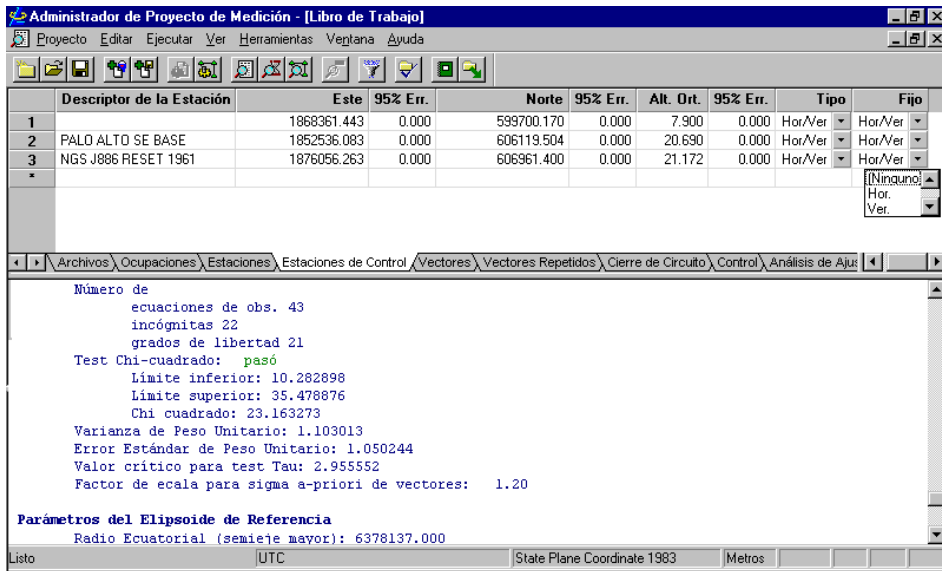 Administrador de Proyecto de Medición - [Libro de Trabajo]
Proyecto Editar Ejecutar Ver Herramientas Ventana Ayuda
Descriptor de la Estación Este 95% Err. Norte 95% Err. Alt. Ort. 95% Err. Tipo Fijo
1 1868361.443 0.000 599700.170 0.000 7.900 0.000 Hor/Ver Hor/Ver
2 PALO ALTO SE BASE 1852536.083 0.000 606119.504 0.000 20.690 0.000 Hor/Ver Hor/Ver
3 NGS J886 RESET 1961 1876056.263 0.000 606961.400 0.000 21.172 0.000 Hor/Ver Hor/Ver
*
(Ninguno)
Hor.
Ver.
Archivos Ocupaciones Estaciones Estaciones de Control Vectores Vectores Repetidos Cierre de Circuito Control Análisis de Ajus
Número de
ecuaciones de obs. 43
incógnitas 22
grados de libertad 21
Test Chi-cuadrado: pasó
Límite inferior: 10.282898
Límite superior: 35.478876
Chi cuadrado: 23.163273
Varianza de Peso Unitario: 1.103013
Error Estándar de Peso Unitario: 1.050244
Valor crítico para test Tau: 2.955552
Factor de ecala para sigma a-priori de vectores: 1.20
Parámetros del Elipsoide de Referencia
Radio Ecuatorial (semieje mayor): 6378137.000
Listo UTC State Plane Coordinate 1983 Metros